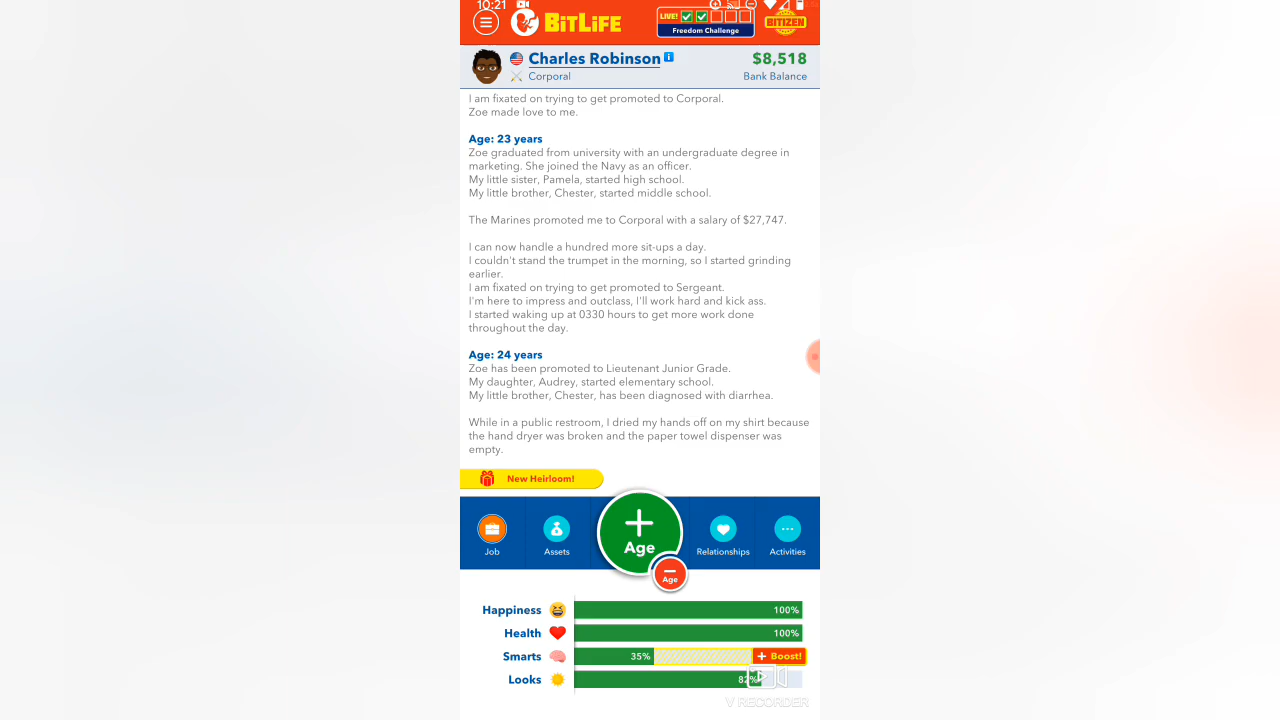 10:21
BitLife
LIVE!
Freedom Challenge
BITIZEN
Charles Robinson
$8,518
Corporal
Bank Balance
I am fixated on trying to get promoted to Corporal.
Zoe made love to me.
Age: 23 years
Zoe graduated from university with an undergraduate degree in
marketing. She joined the Navy as an officer.
My little sister, Pamela, started high school.
My little brother, Chester, started middle school.
The Marines promoted me to Corporal with a salary of $27,747.
I can now handle a hundred more sit-ups a day.
I couldn't stand the trumpet in the morning, so I started grinding
earlier.
I am fixated on trying to get promoted to Sergeant.
I'm here to impress and outclass, I'll work hard and kick ass.
I started waking up at 0330 hours to get more work done
throughout the day.
Age: 24 years
Zoe has been promoted to Lieutenant Junior Grade.
My daughter, Audrey, started elementary school.
My little brother, Chester, has been diagnosed with diarrhea.
While in a public restroom, I dried my hands off on my shirt because
the hand dryer was broken and the paper towel dispenser was
empty.
New Heirloom!
Job
Assets
+ Age
Relationships
Activities
− Age
Happiness 100%
Health 100%
Smarts 35% + Boost!
Looks 82%
V RECORDER